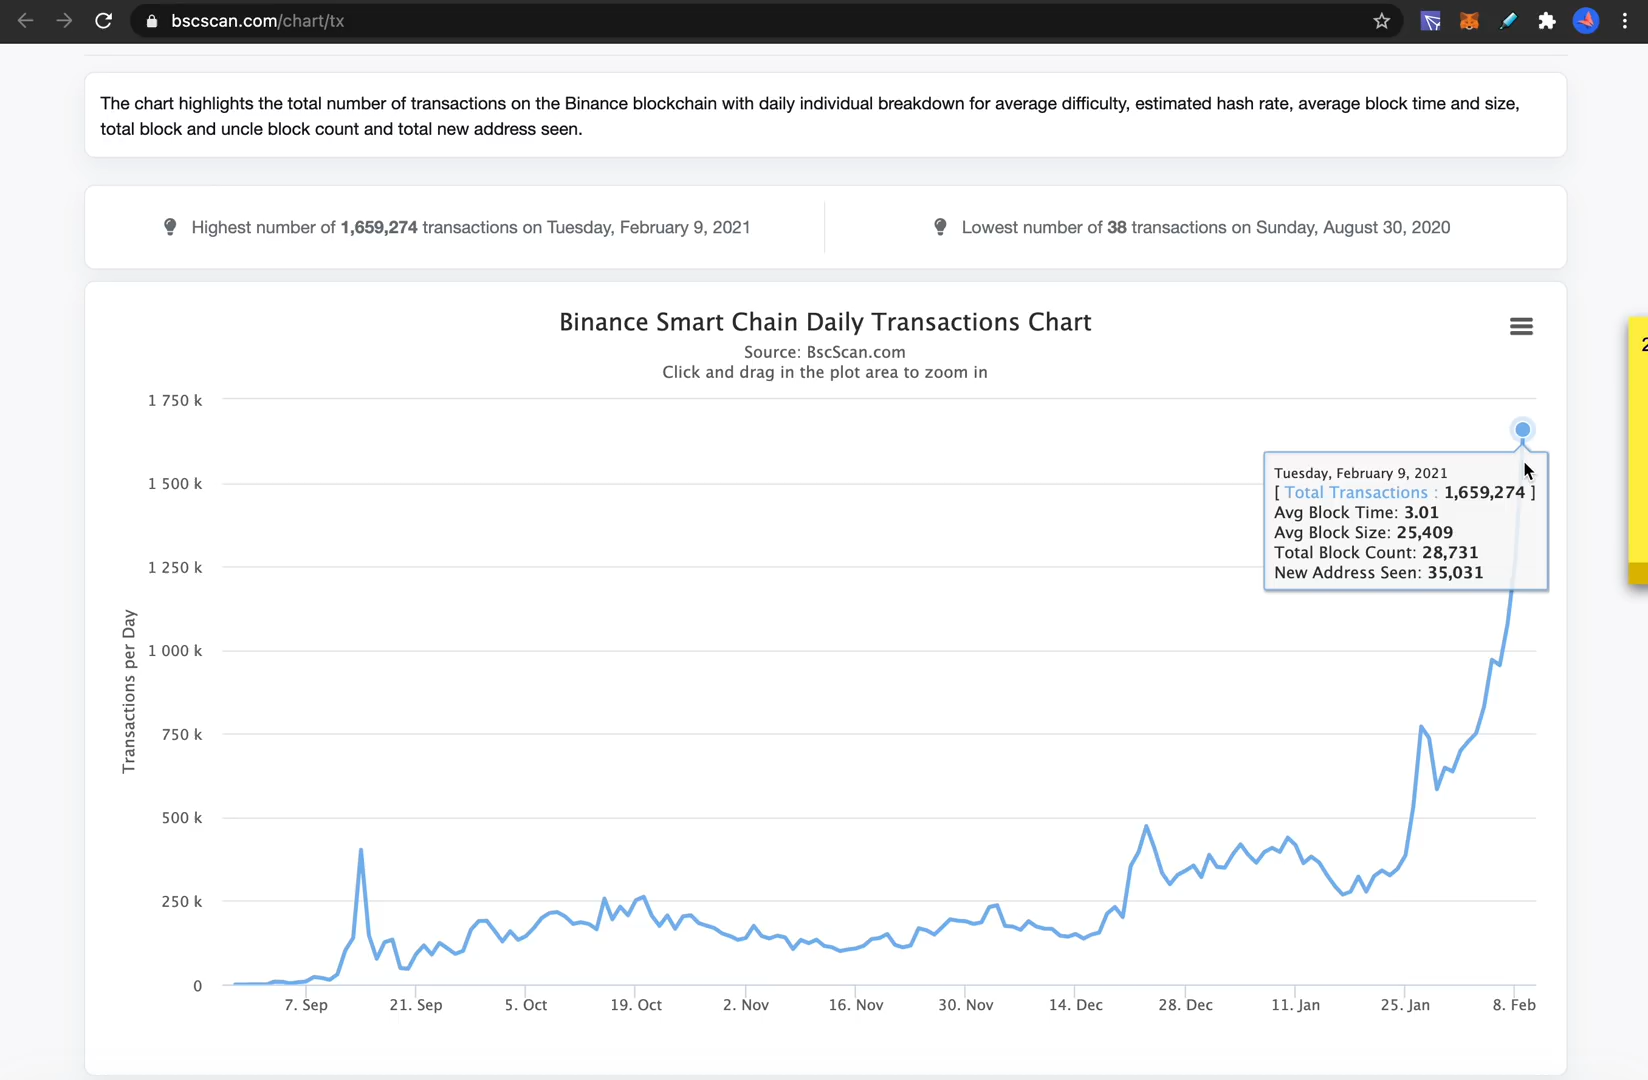 bscscan.com/chart/tx
The chart highlights the total number of transactions on the Binance blockchain with daily individual breakdown for average difficulty, estimated hash rate, average block time and size,
total block and uncle block count and total new address seen.
Highest number of 1,659,274 transactions on Tuesday, February 9, 2021
Lowest number of 38 transactions on Sunday, August 30, 2020
Binance Smart Chain Daily Transactions Chart
Source: BscScan.com
Click and drag in the plot area to zoom in
Transactions per Day
1 750 k
1 500 k
1 250 k
1 000 k
750 k
500 k
250 k
0
Tuesday, February 9, 2021
[ Total Transactions : 1,659,274 ]
Avg Block Time: 3.01
Avg Block Size: 25,409
Total Block Count: 28,731
New Address Seen: 35,031
7. Sep
21. Sep
5. Oct
19. Oct
2. Nov
16. Nov
30. Nov
14. Dec
28. Dec
11. Jan
25. Jan
8. Feb